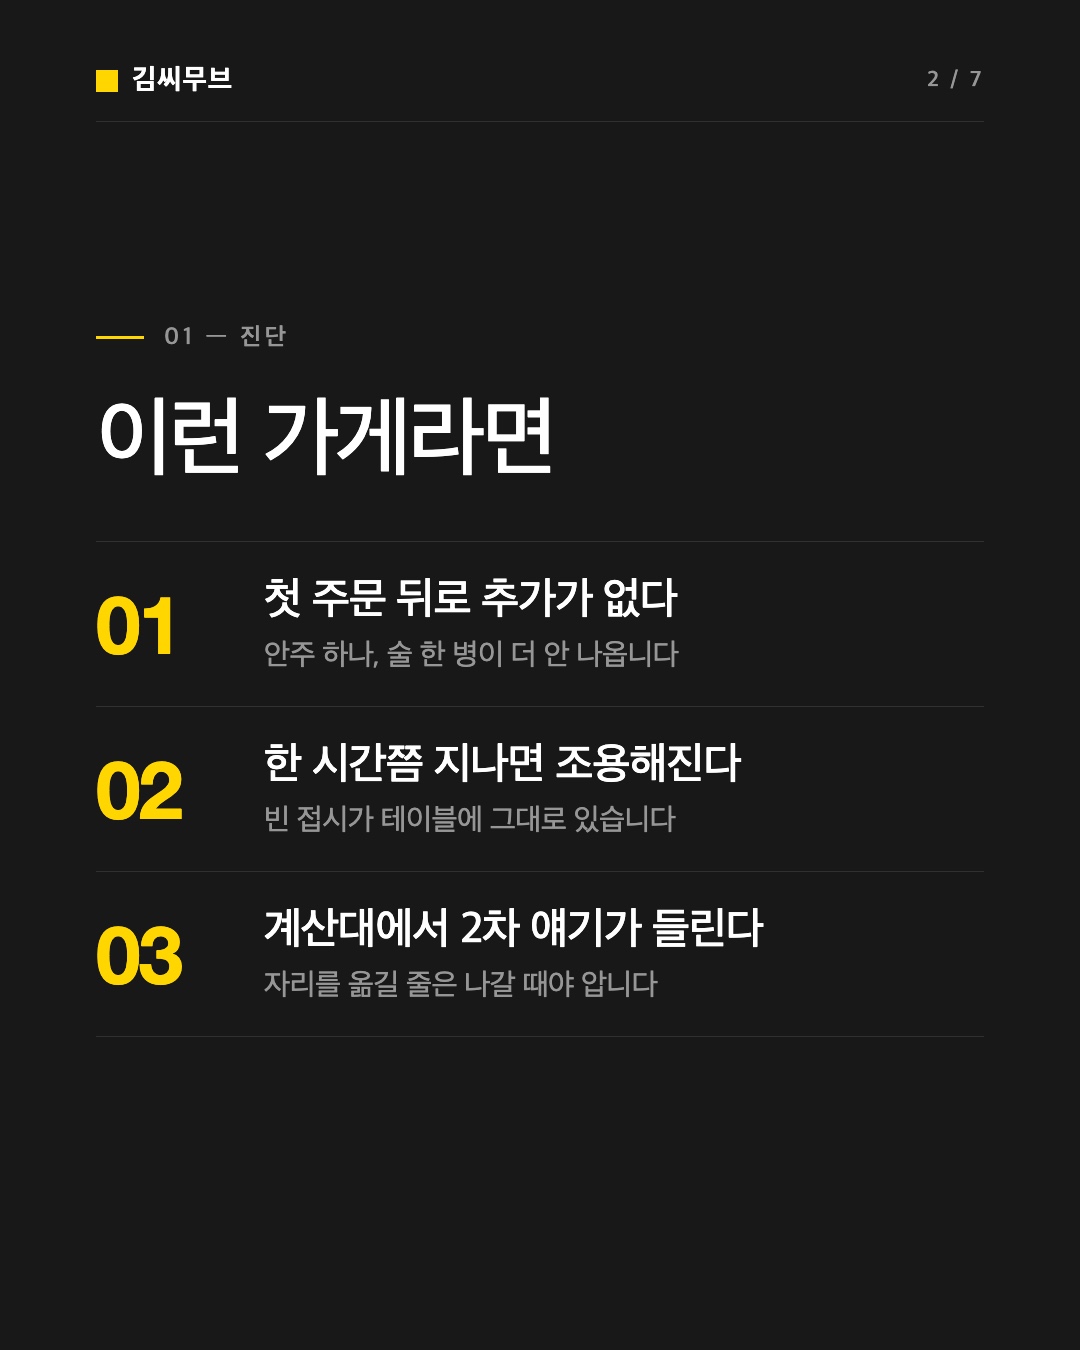 김씨무브
2 / 7
01 — 진단
이런 가게라면
01
첫 주문 뒤로 추가가 없다
안주 하나, 술 한 병이 더 안 나옵니다
02
한 시간쯤 지나면 조용해진다
빈 접시가 테이블에 그대로 있습니다
03
계산대에서 2차 얘기가 들린다
자리를 옮길 줄은 나갈 때야 압니다